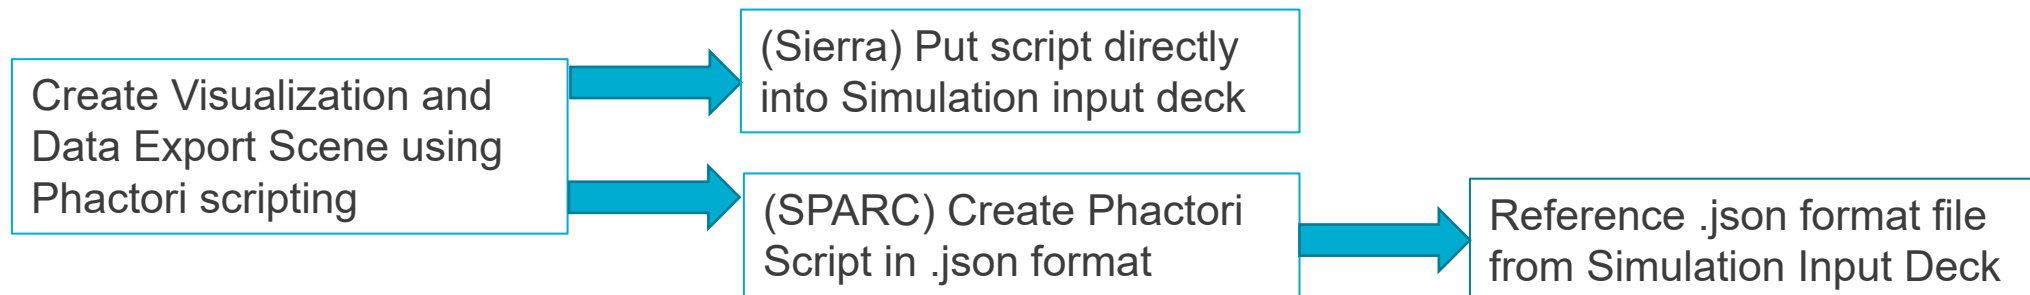 Create Visualization and
Data Export Scene using
Phactori scripting
(Sierra) Put script directly
into Simulation input deck
(SPARC) Create Phactori
Script in .json format
Reference .json format file
from Simulation Input Deck